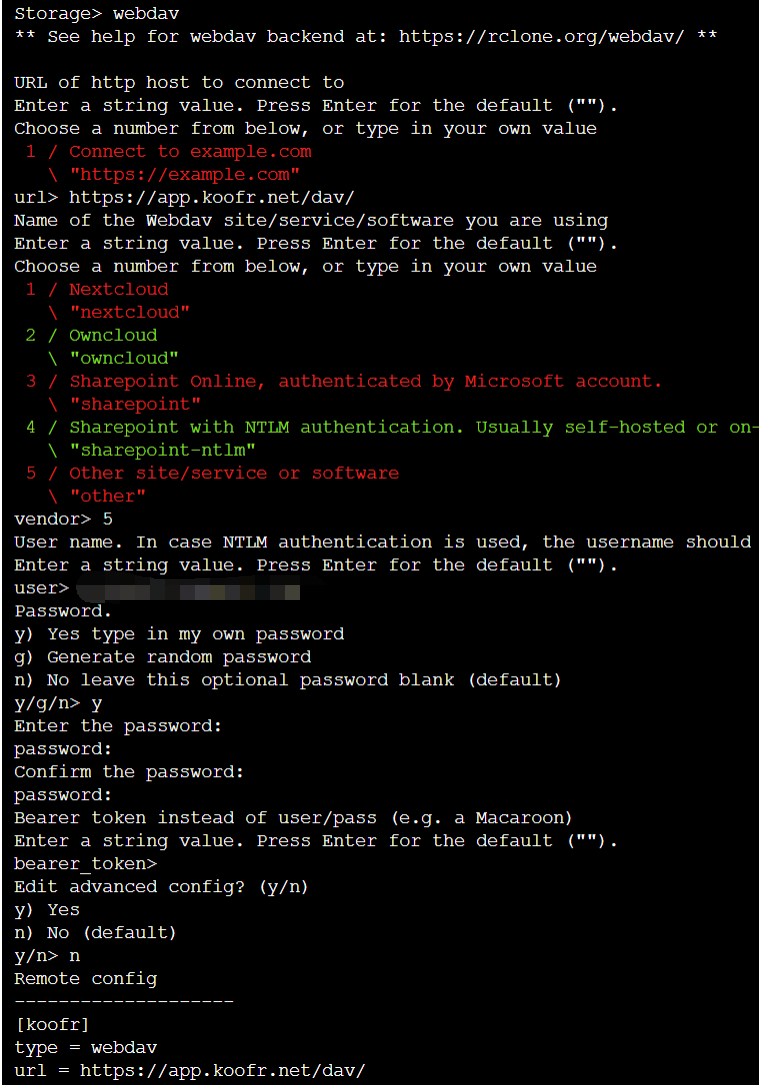 Storage> webdav
** See help for webdav backend at: https://rclone.org/webdav/ **
URL of http host to connect to
Enter a string value. Press Enter for the default ("").
Choose a number from below, or type in your own value
1 / Connect to example.com
\ "https://example.com"
url> https://app.koofr.net/dav/
Name of the Webdav site/service/software you are using
Enter a string value. Press Enter for the default ("").
Choose a number from below, or type in your own value
1 / Nextcloud
\ "nextcloud"
2 / Owncloud
\ "owncloud"
3 / Sharepoint Online, authenticated by Microsoft account.
\ "sharepoint"
4 / Sharepoint with NTLM authentication. Usually self-hosted or on-
\ "sharepoint-ntlm"
5 / Other site/service or software
\ "other"
vendor> 5
User name. In case NTLM authentication is used, the username should
Enter a string value. Press Enter for the default ("").
user>
Password.
y) Yes type in my own password
g) Generate random password
n) No leave this optional password blank (default)
y/g/n> y
Enter the password:
password:
Confirm the password:
password:
Bearer token instead of user/pass (e.g. a Macaroon)
Enter a string value. Press Enter for the default ("").
bearer_token>
Edit advanced config? (y/n)
y) Yes
n) No (default)
y/n> n
Remote config
--------------------
[koofr]
type = webdav
url = https://app.koofr.net/dav/